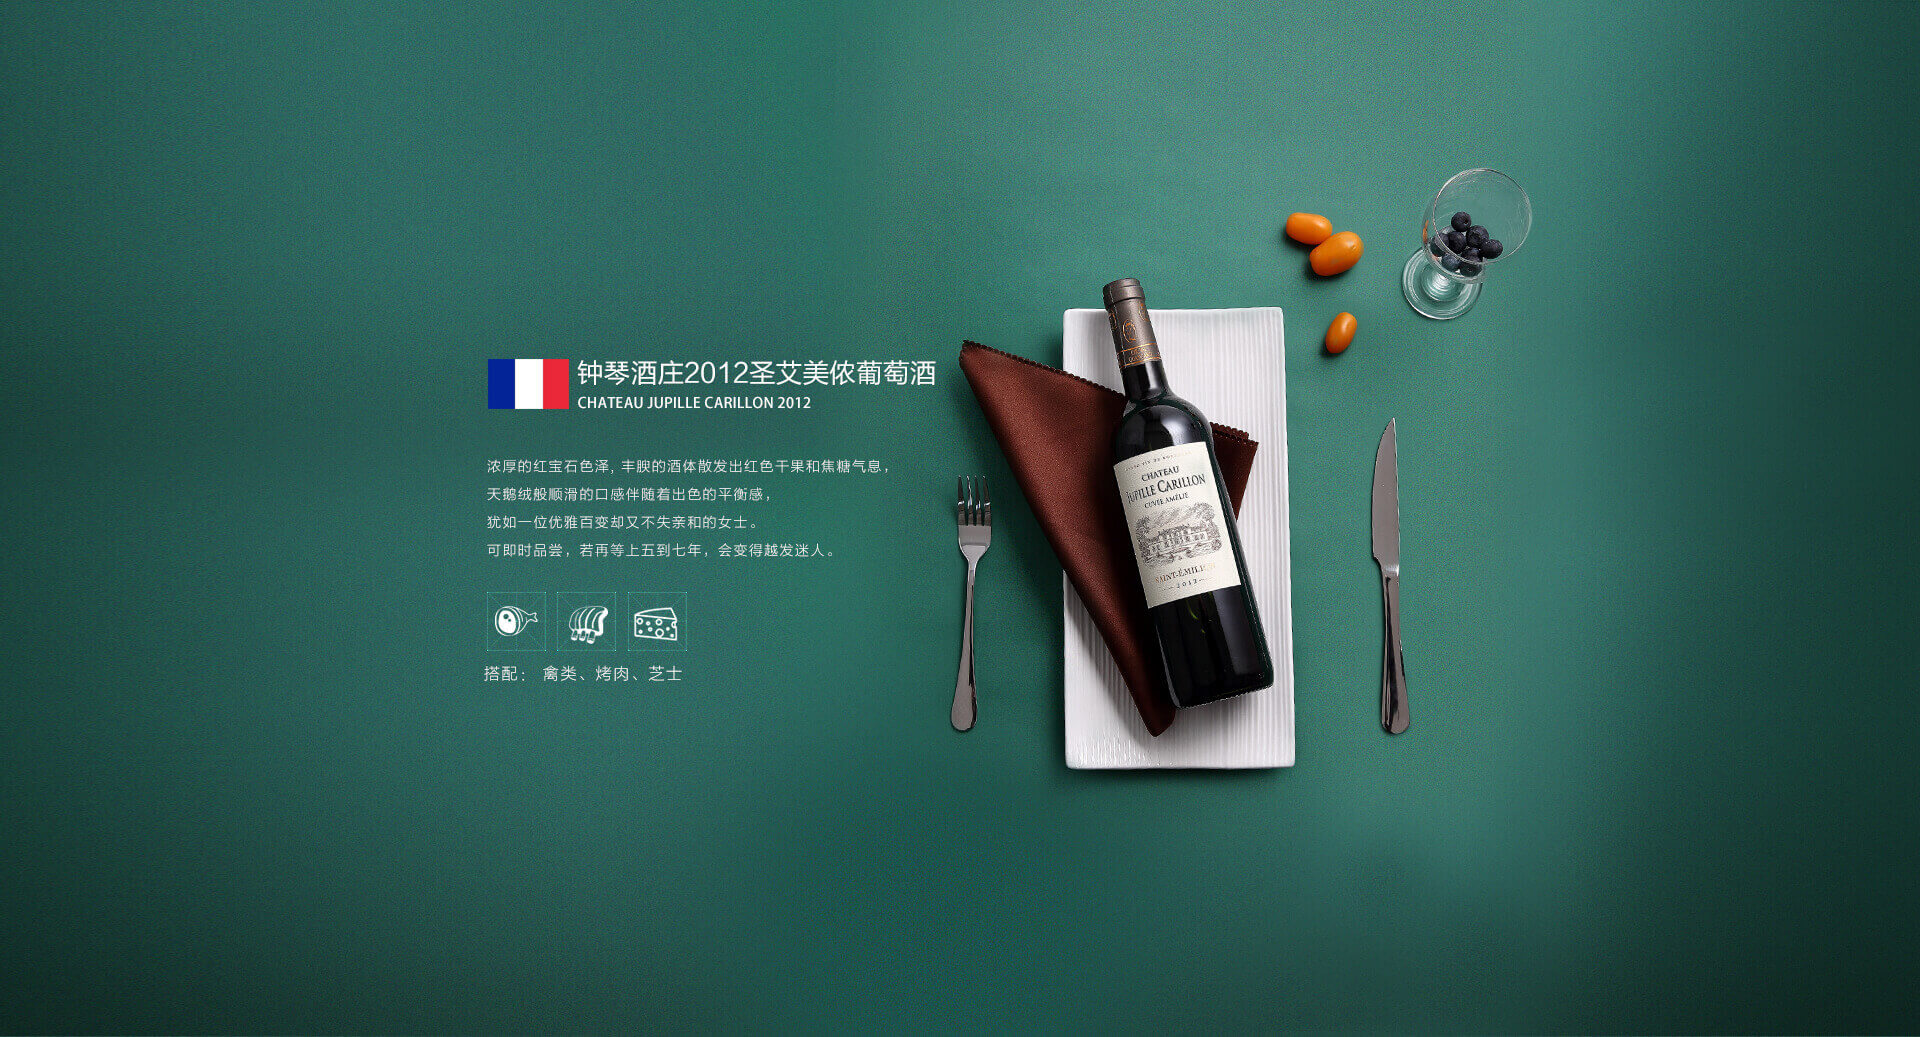 钟琴酒庄2012圣艾美侬葡萄酒
CHATEAU JUPILLE CARILLON 2012
浓厚的红宝石色泽, 丰腴的酒体散发出红色干果和焦糖气息,
天鹅绒般顺滑的口感伴随着出色的平衡感,
犹如一位优雅百变却又不失亲和的女士。
可即时品尝, 若再等上五到七年, 会变得越发迷人。
搭配: 禽类、烤肉、芝士
CHATEAU
JUPILLE CARILLON
CUVÉE AMÉLIE
2012